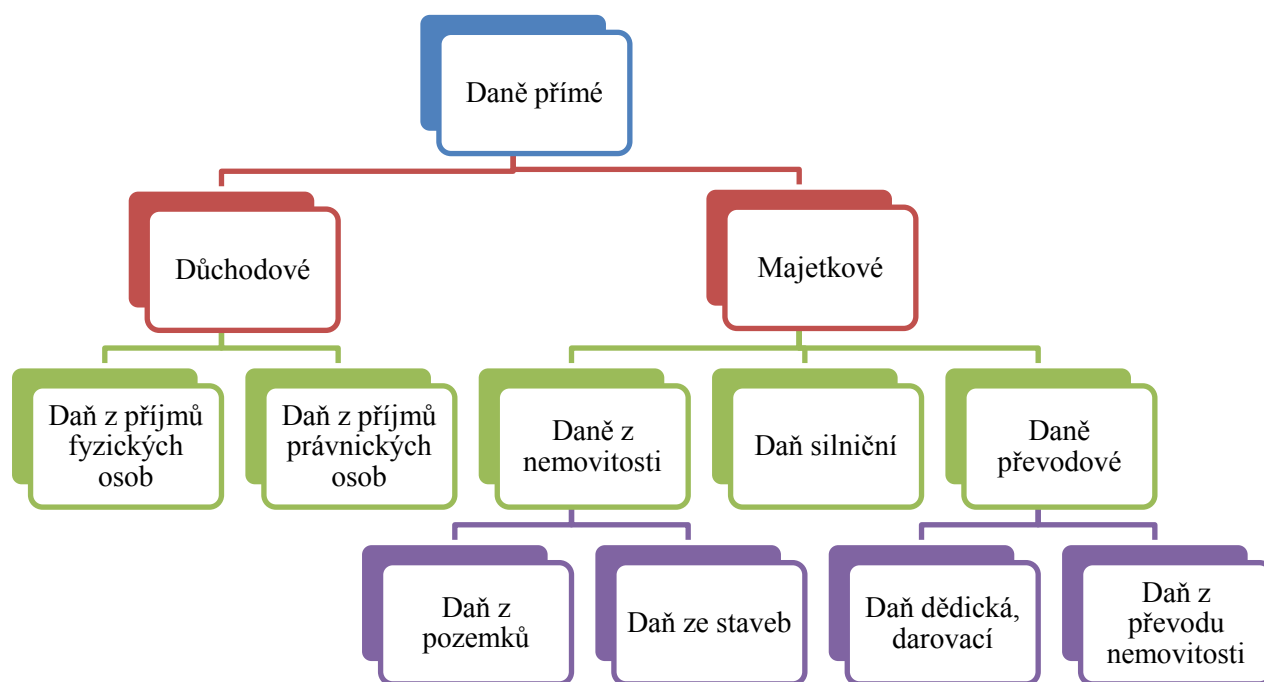 Daně přímé
Důchodové
Majetkové
Daň z příjmů
fyzických
osob
Daň z příjmů
právnických
osob
Daně z
nemovitosti
Daň silniční
Daně
převodové
Daň z
pozemků
Daň ze staveb
Daň dědická,
darovací
Daň z
převodu
nemovitosti